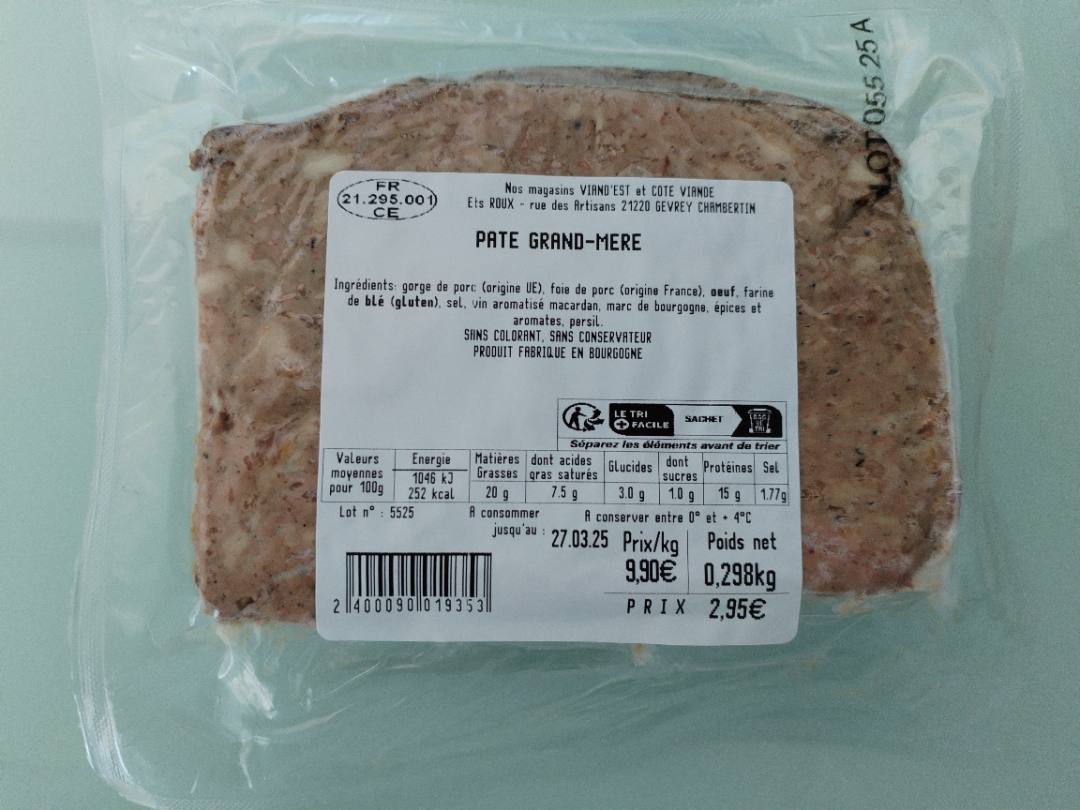 LOT 055 25 A
FR
21.295.001
CE
Nos magasins VIAND'EST et COTE VIANDE
Ets ROUX - rue des Artisans 21220 GEVREY CHAMBERTIN
PATE GRAND-MERE
Ingrédients: gorge de porc (origine UE), foie de porc (origine France), oeuf, farine
de blé (gluten), sel, vin aromatisé macardan, marc de bourgogne, épices et
aromates, persil.
SANS COLORANT, SANS CONSERVATEUR
PRODUIT FABRIQUE EN BOURGOGNE
LE TRI
+ FACILE
SACHET
BAC
DE
TRI
Séparez les éléments avant de trier
Valeurs
moyennes
pour 100g
Energie
1046 kJ
252 kcal
Matières
Grasses
20 g
dont acides
gras saturés
7.5 g
Glucides
3.0 g
dont
sucres
1.0 g
Protéines
15 g
Sel
1.77g
Lot n° : 5525
A consommer
jusqu'au :
27.03.25
A conserver entre 0° et + 4°C
Prix/kg
9,90€
Poids net
0,298kg
PRIX 2,95€
2 400090 019353